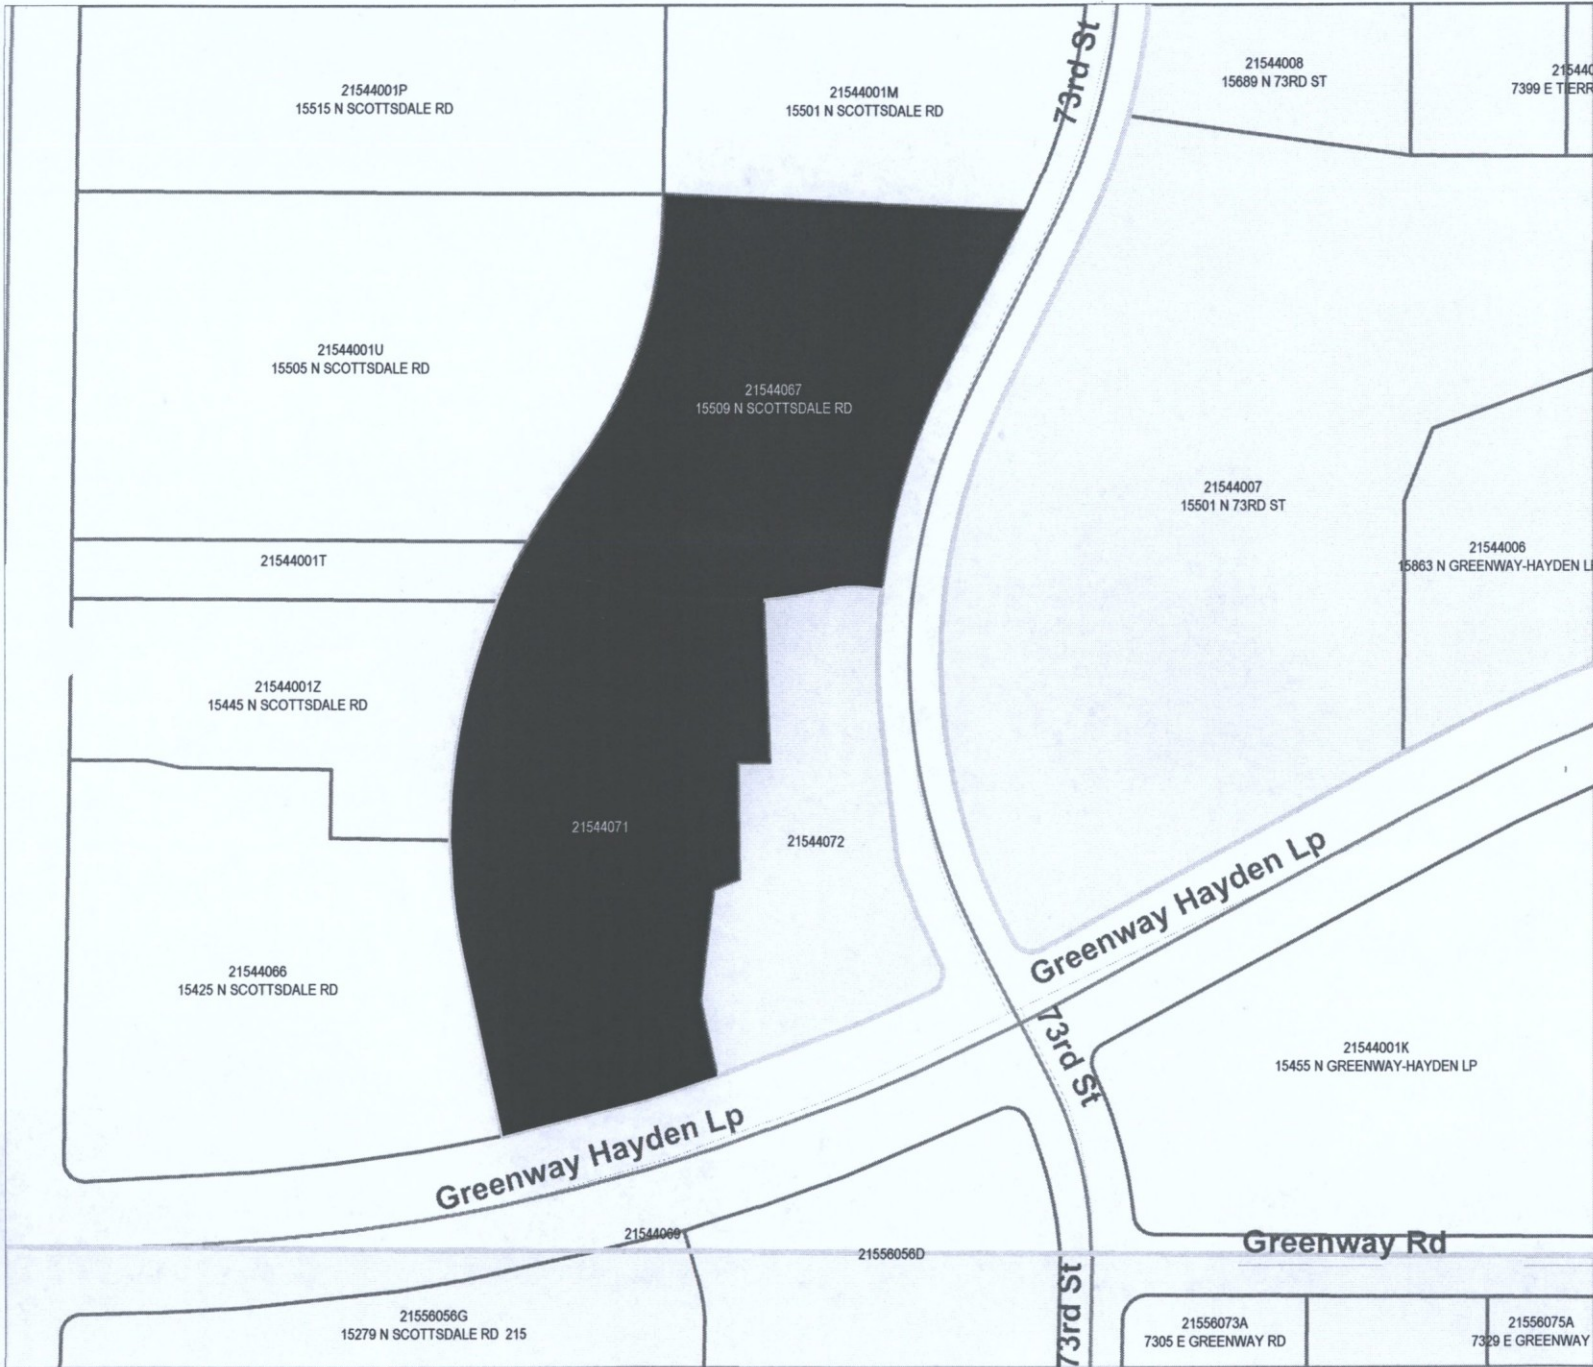 73rd St
21544001P
15515 N SCOTTSDALE RD
21544001M
15501 N SCOTTSDALE RD
21544008
15689 N 73RD ST
7399 E
21544001U
15505 N SCOTTSDALE RD
21544067
15509 N SCOTTSDALE RD
21544007
15501 N 73RD ST
21544006
15863 N GREENWAY-HAYDEN
21544001T
21544001Z
15445 N SCOTTSDALE RD
21544071
21544072
Greenway Hayden Lp
21544066
15425 N SCOTTSDALE RD
73rd St
21544001K
15455 N GREENWAY-HAYDEN LP
Greenway Hayden Lp
21544069
21556056D
Greenway Rd
73rd St
21556056G
15279 N SCOTTSDALE RD 215
21556073A
7305 E GREENWAY RD
21556075A
7329 E GREENWAY